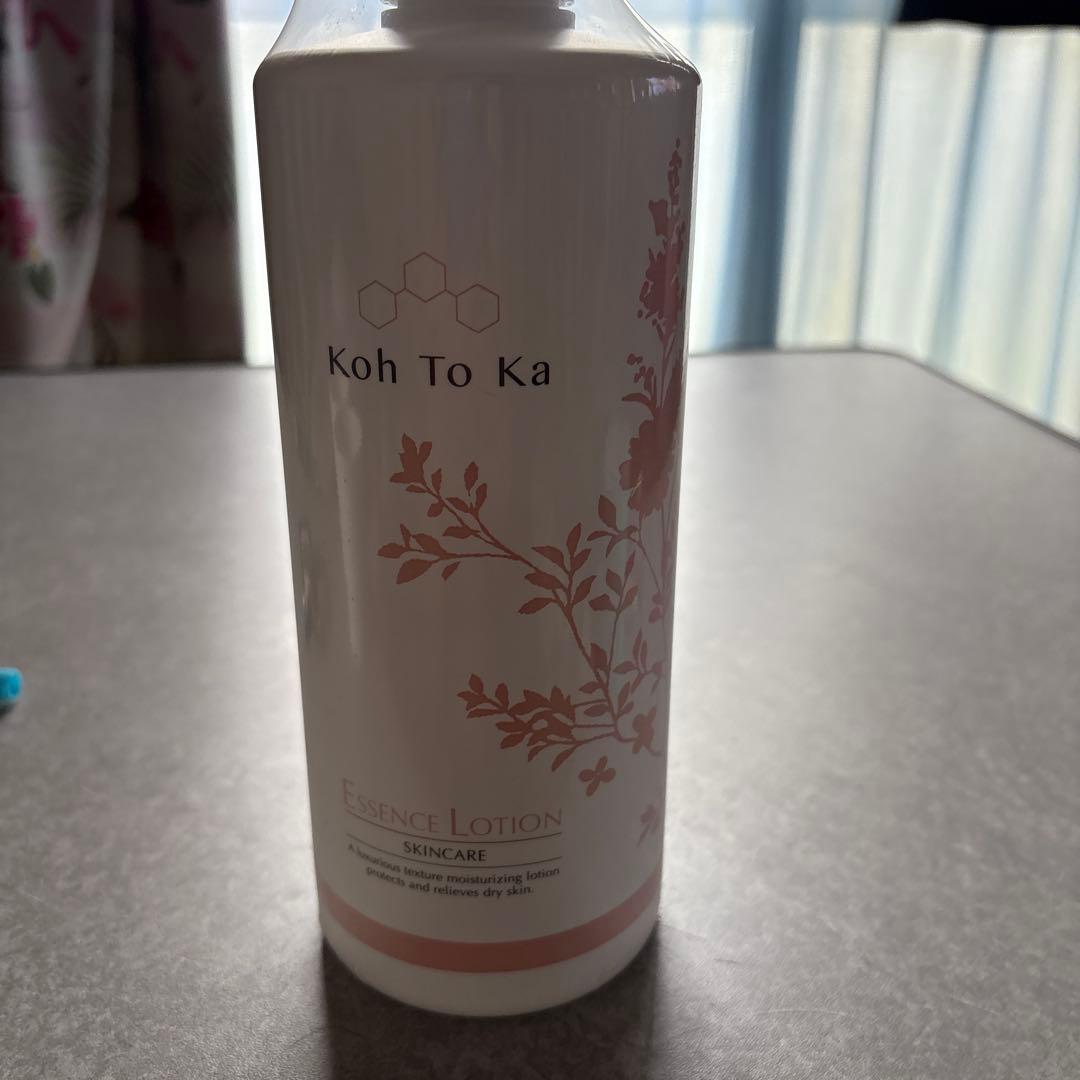 Koh To Ka
ESSENCE LOTION
SKINCARE
A luxurious texture moisturizing lotion
protects and relieves dry skin.